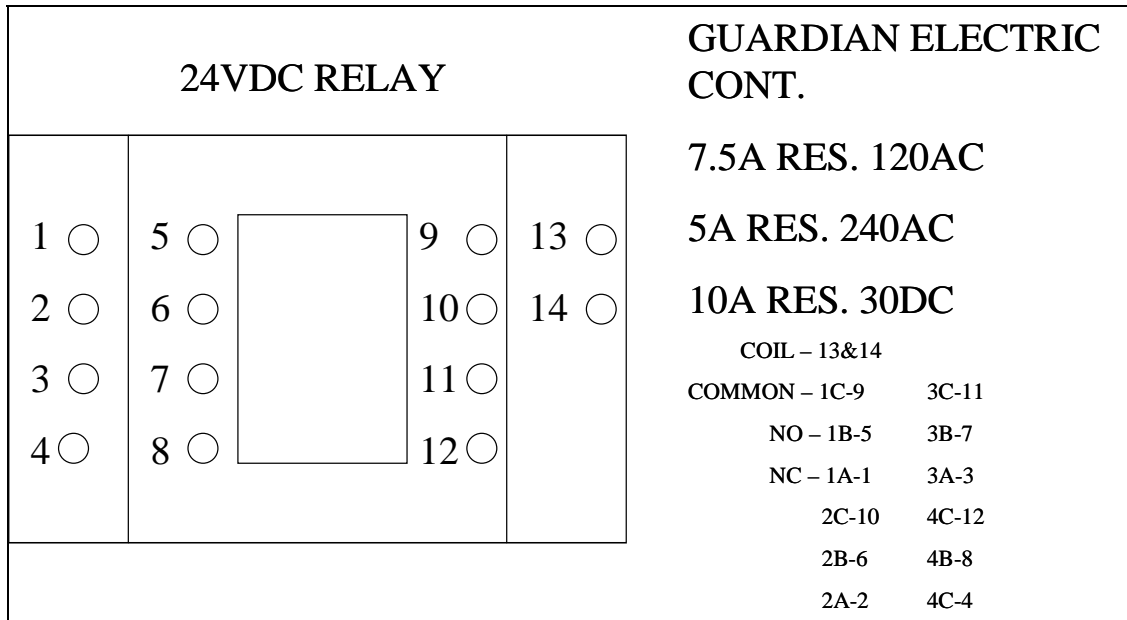 24VDC RELAY
1 5 9 13
2 6 10 14
3 7 11
4 8 12
GUARDIAN ELECTRIC
CONT.
7.5A RES. 120AC
5A RES. 240AC
10A RES. 30DC
COIL – 13&14
COMMON – 1C-9 3C-11
NO – 1B-5 3B-7
NC – 1A-1 3A-3
2C-10 4C-12
2B-6 4B-8
2A-2 4C-4